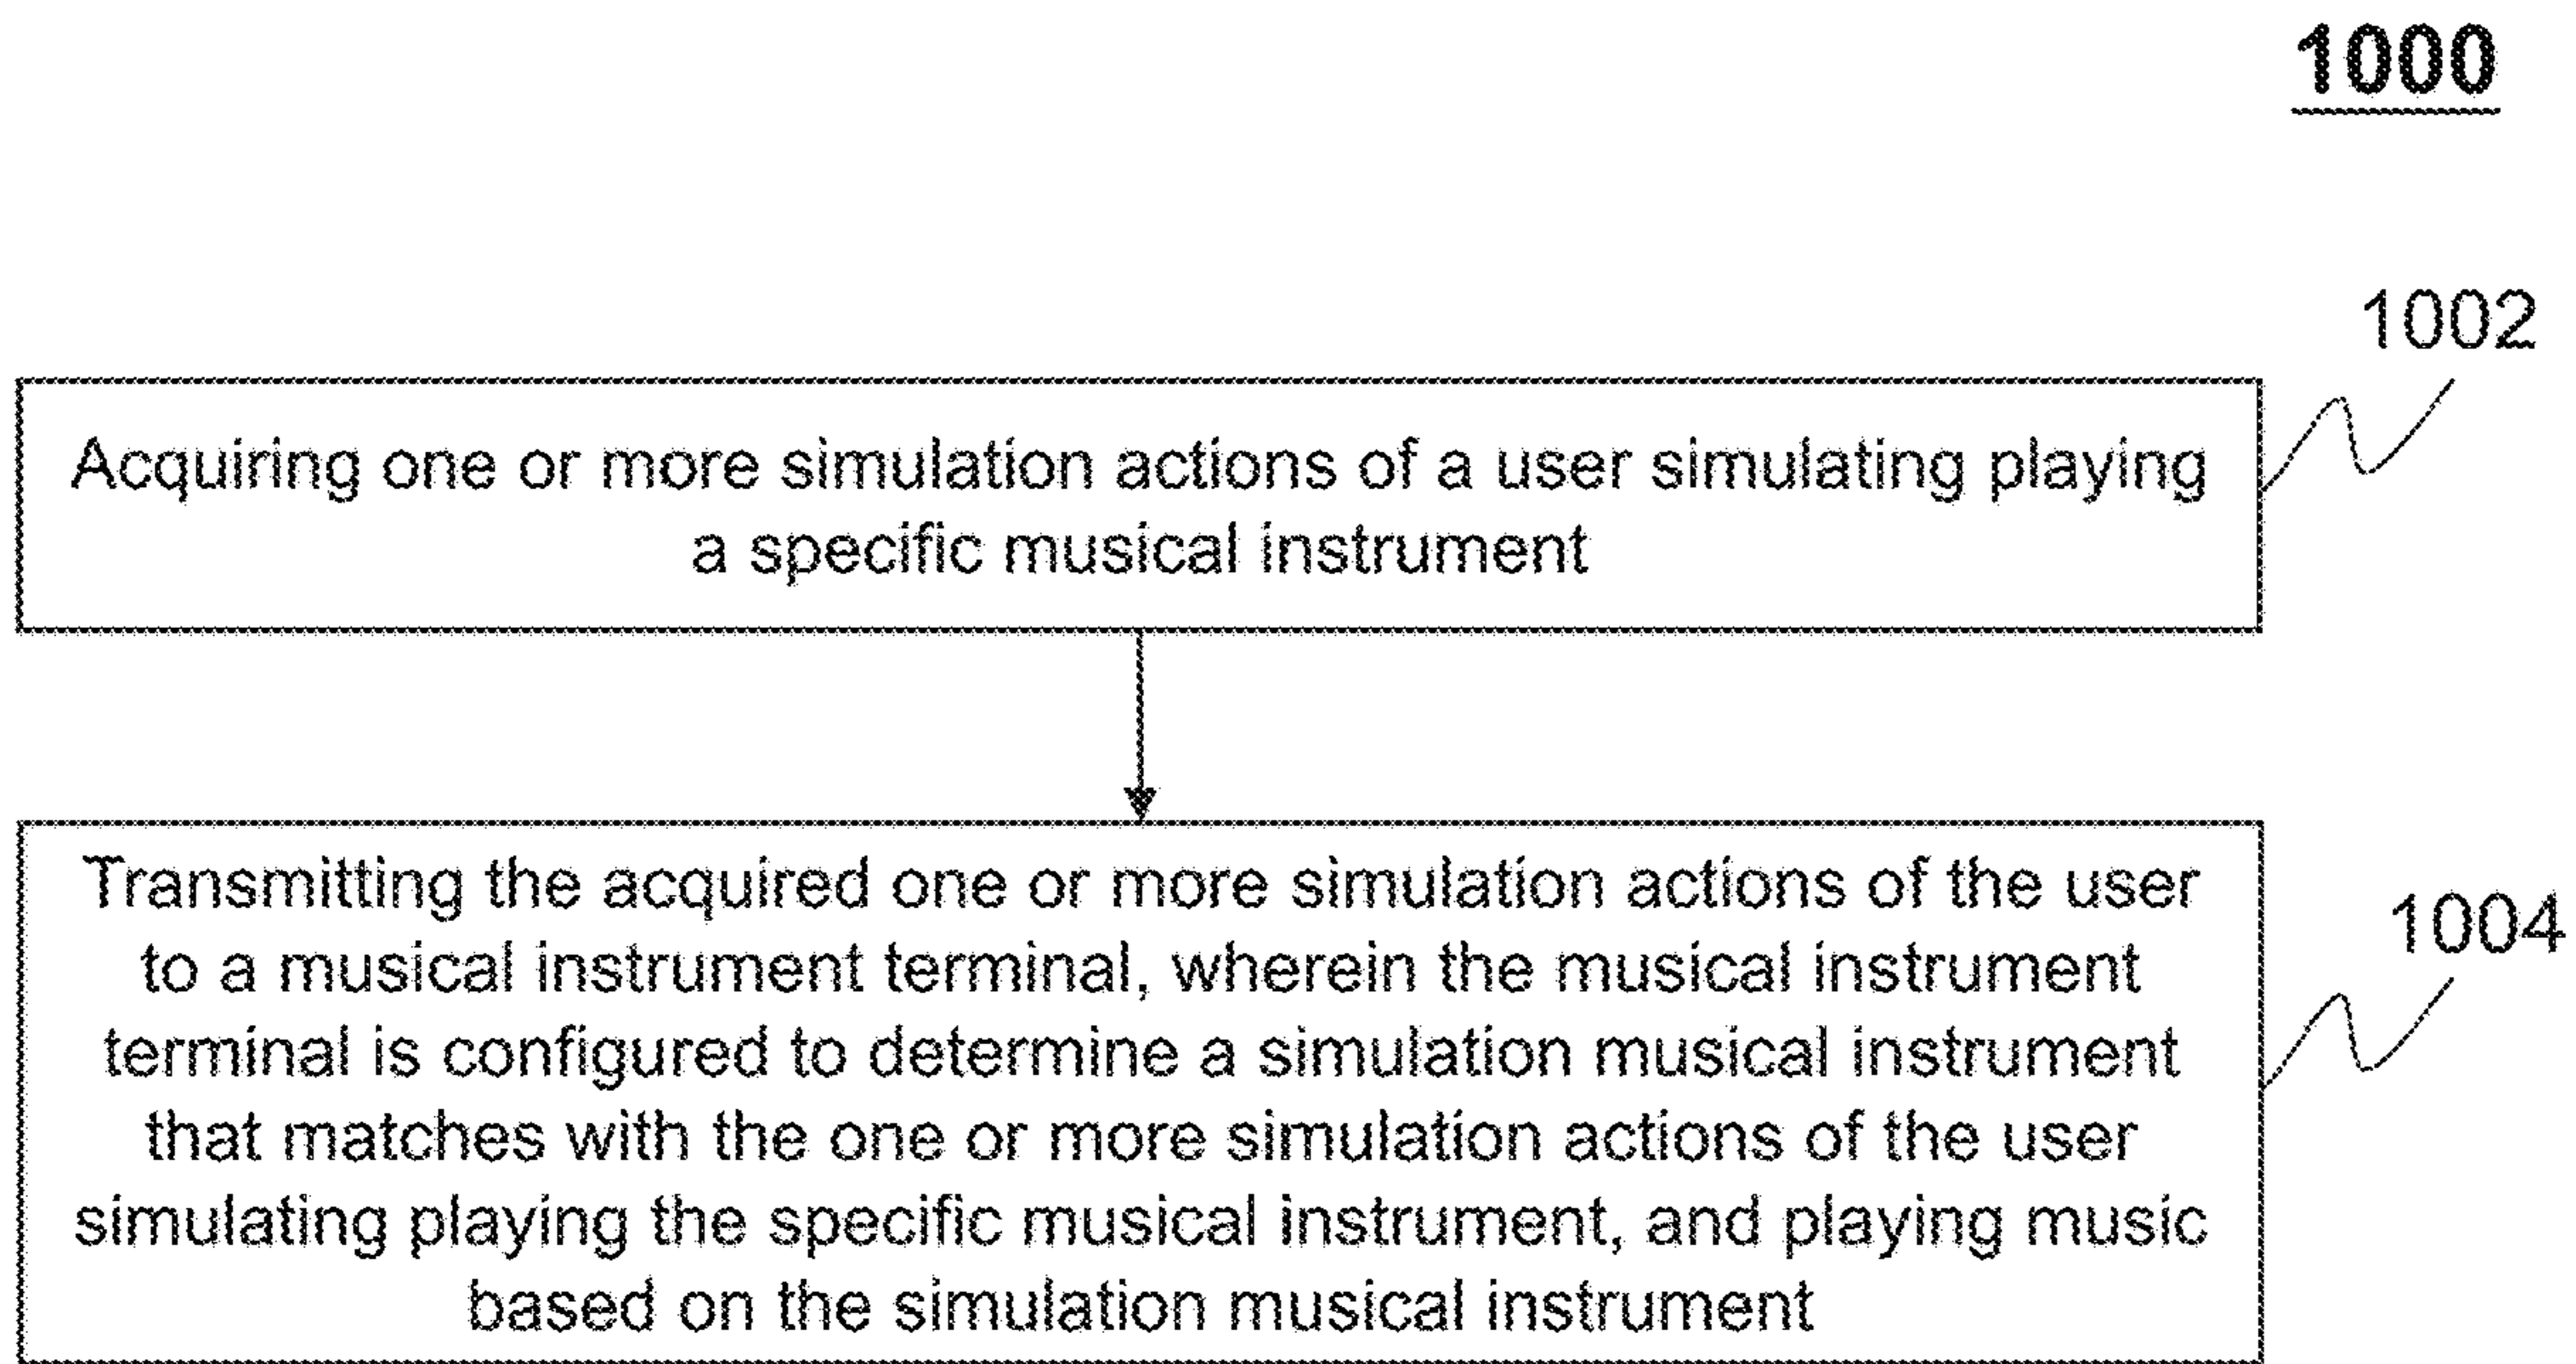 1000
1002
Acquiring one or more simulation actions of a user simulating playing
a specific musical instrument
Transmitting the acquired one or more simulation actions of the user
to a musical instrument terminal, wherein the musical instrument
terminal is configured to determine a simulation musical instrument
that matches with the one or more simulation actions of the user
simulating playing the specific musical instrument, and playing music
based on the simulation musical instrument
1004